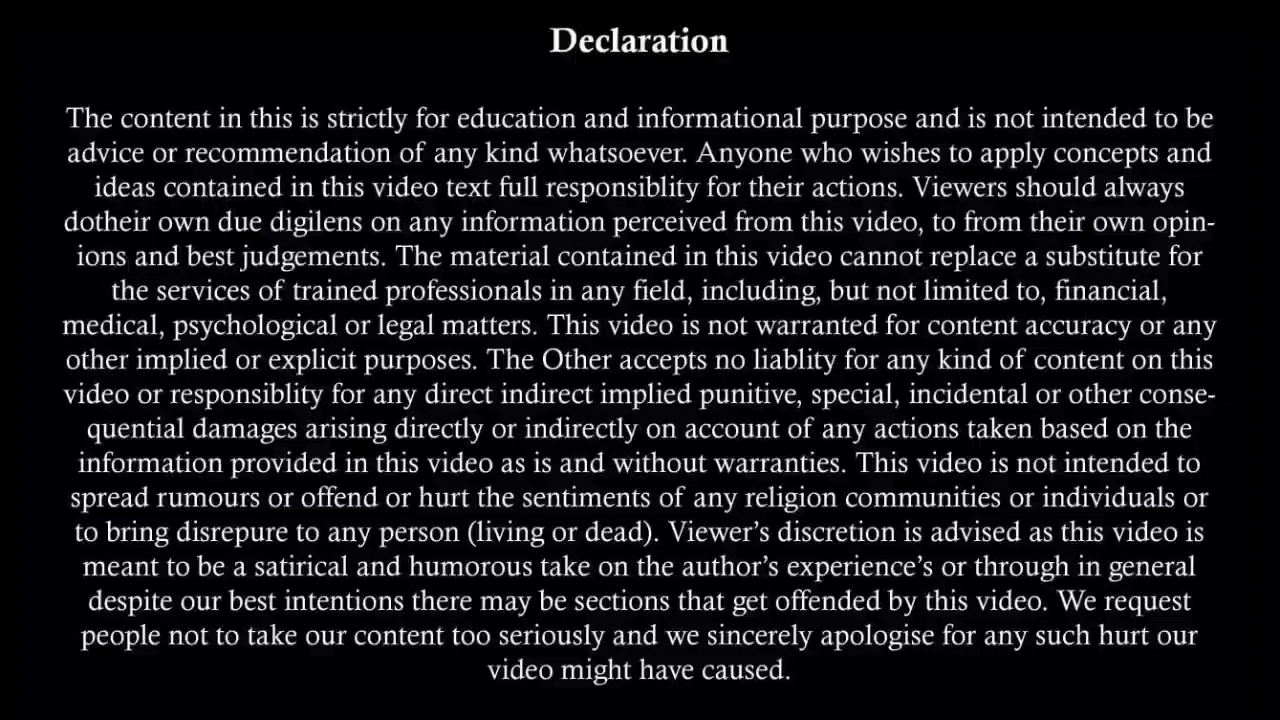 Declaration
The content in this is strictly for education and informational purpose and is not intended to be
advice or recommendation of any kind whatsoever. Anyone who wishes to apply concepts and
ideas contained in this video text full responsiblity for their actions. Viewers should always
dotheir own due digilens on any information perceived from this video, to from their own opin-
ions and best judgements. The material contained in this video cannot replace a substitute for
the services of trained professionals in any field, including, but not limited to, financial,
medical, psychological or legal matters. This video is not warranted for content accuracy or any
other implied or explicit purposes. The Other accepts no liablity for any kind of content on this
video or responsiblity for any direct indirect implied punitive, special, incidental or other conse-
quential damages arising directly or indirectly on account of any actions taken based on the
information provided in this video as is and without warranties. This video is not intended to
spread rumours or offend or hurt the sentiments of any religion communities or individuals or
to bring disrepure to any person (living or dead). Viewer’s discretion is advised as this video is
meant to be a satirical and humorous take on the author’s experience’s or through in general
despite our best intentions there may be sections that get offended by this video. We request
people not to take our content too seriously and we sincerely apologise for any such hurt our
video might have caused.